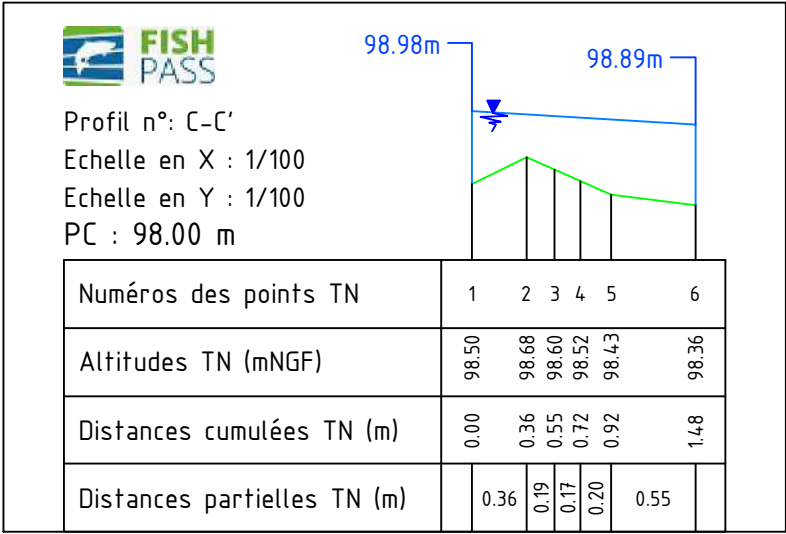 FISH
PASS
98.98m
98.89m
Profil n°: C-C'
Echelle en X : 1/100
Echelle en Y : 1/100
PC : 98.00 m
Numéros des points TN 1 2 3 4 5 6
Altitudes TN (mNGF) 98.50 98.68 98.60 98.52 98.43 98.36
Distances cumulées TN (m) 0.00 0.36 0.55 0.72 0.92 1.48
Distances partielles TN (m) 0.36 0.19 0.17 0.20 0.55